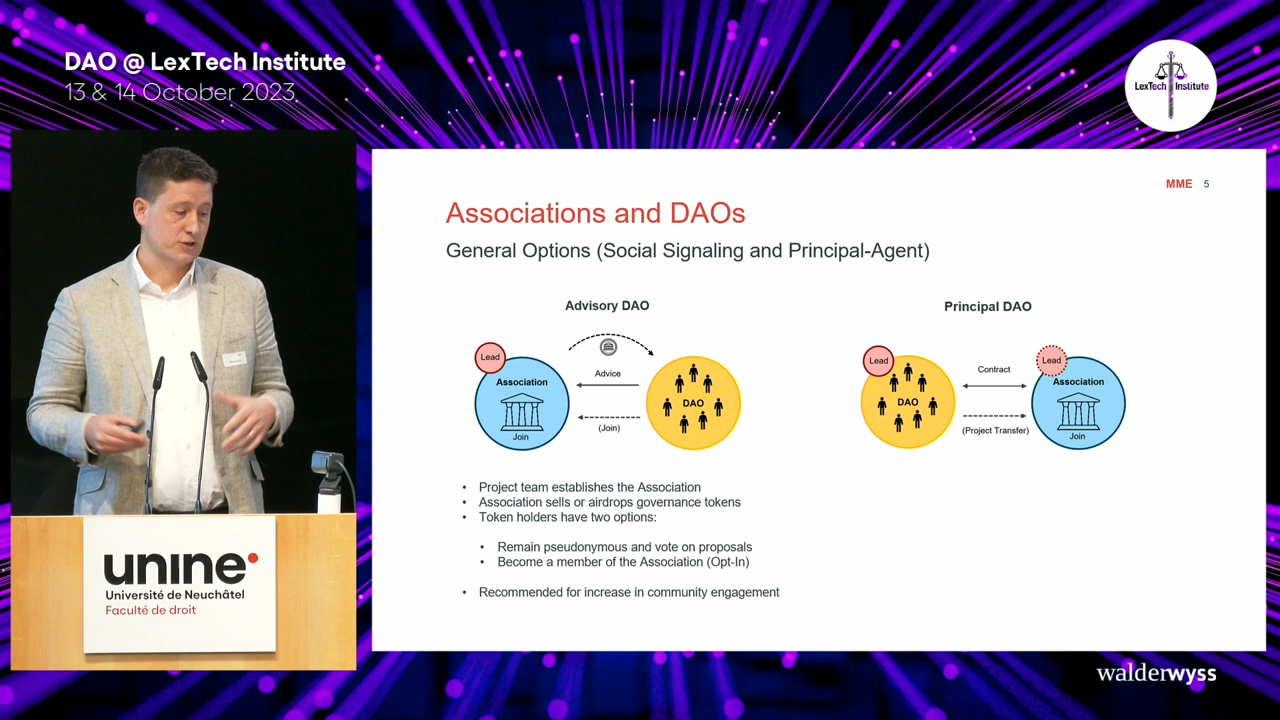 DAO @ LexTech Institute
13 & 14 October 2023
LexTech Institute
MME 5
Associations and DAOs
General Options (Social Signaling and Principal-Agent)
Advisory DAO
Principal DAO
Lead
Association
Join
Advice
(Join)
DAO
Lead
DAO
Contract
(Project Transfer)
Lead
Association
Join
• Project team establishes the Association
• Association sells or airdrops governance tokens
• Token holders have two options:
• Remain pseudonymous and vote on proposals
• Become a member of the Association (Opt-In)
• Recommended for increase in community engagement
unine
Université de Neuchâtel
Faculté de droit
walderwyss